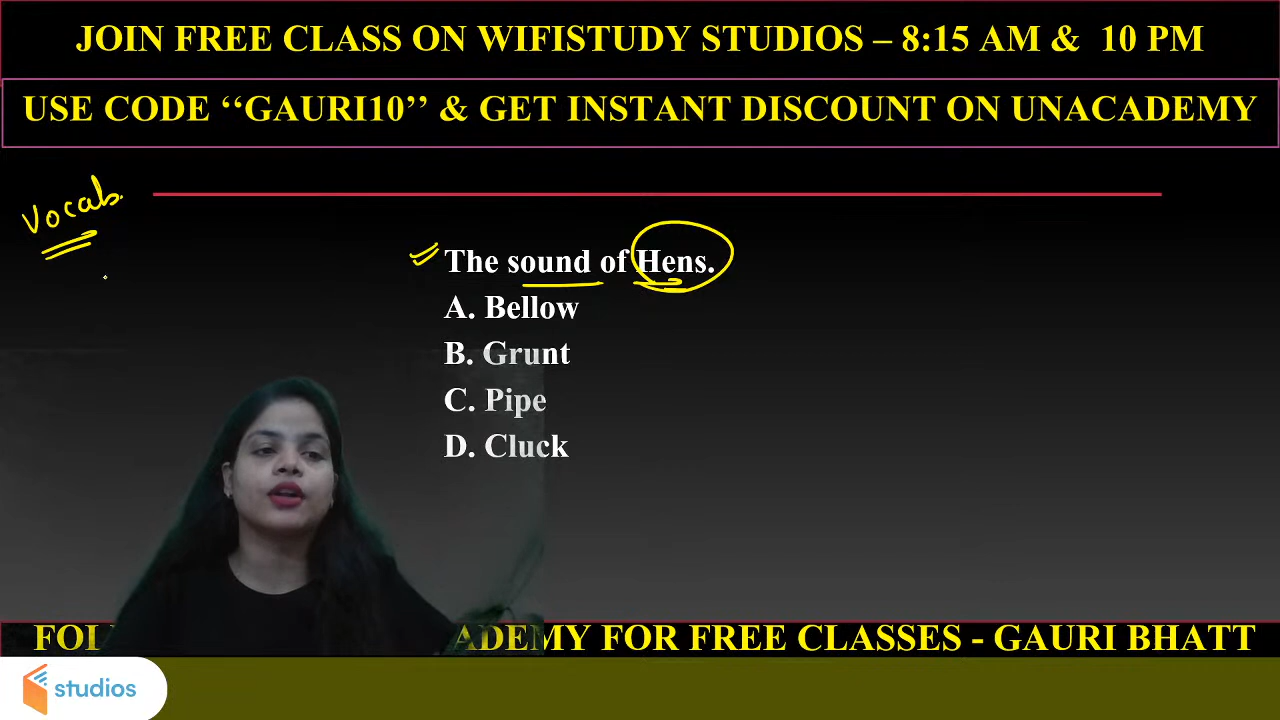 JOIN FREE CLASS ON WIFISTUDY STUDIOS – 8:15 AM & 10 PM
USE CODE ‘‘GAURI10’’ & GET INSTANT DISCOUNT ON UNACADEMY
Vocab.
The sound of Hens.
A. Bellow
B. Grunt
C. Pipe
D. Cluck
FOL ADEMY FOR FREE CLASSES - GAURI BHATT
studios